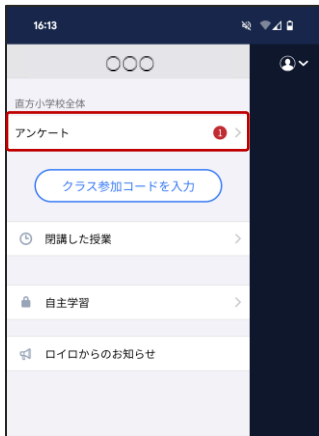 16:13
○○○
直方小学校全体
アンケート 1
クラス参加コードを入力
閉講した授業
自主学習
ロイロからのお知らせ